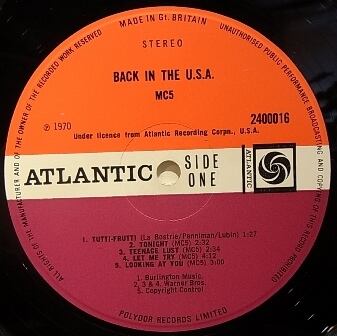 MADE IN Gt. BRITAIN
STEREO
BACK IN THE U.S.A.
MC5
℗ 1970
2400016
Under licence from Atlantic Recording Corpn., U.S.A.
ATLANTIC
SIDE
ONE
1. TUTTI-FRUTTI (La Bostrie/Penniman/Lubin) 1:27
2. TONIGHT (MC5) 2:32
3. TEENAGE LUST (MC5) 2:34
4. LET ME TRY (MC5) 4:12
5. LOOKING AT YOU (MC5) 3:00
1. Burlington Music.
2, 3 & 4. Warner Bros.
5. Copyright Control
POLYDOR RECORDS LIMITED
ALL RIGHTS OF THE MANUFACTURER AND OF THE OWNER OF THE RECORDED WORK RESERVED
UNAUTHORISED PUBLIC PERFORMANCE BROADCASTING AND COPYING OF THIS RECORD PROHIBITED